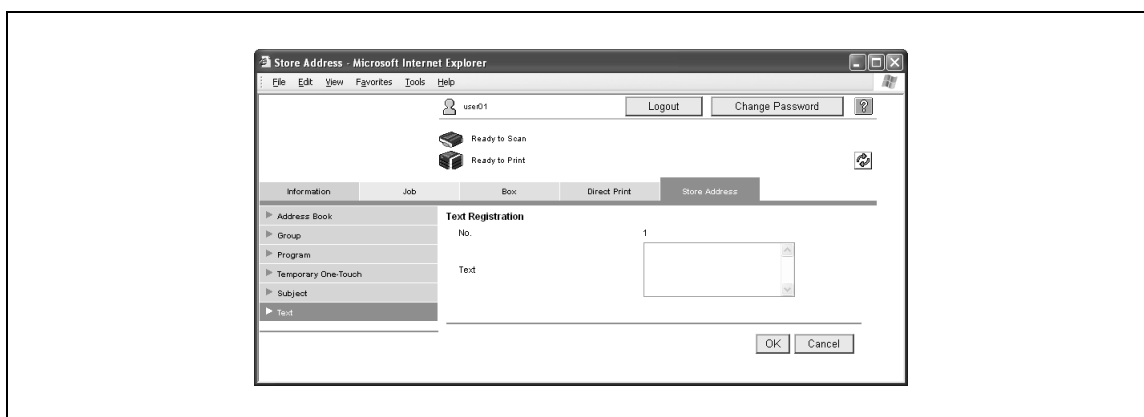 Store Address - Microsoft Internet Explorer
File Edit View Favorites Tools Help
user01 Logout Change Password ?
Ready to Scan
Ready to Print
Information Job Box Direct Print Store Address
Address Book
Group
Program
Temporary One-Touch
Subject
Text
Text Registration
No. 1
Text
OK Cancel